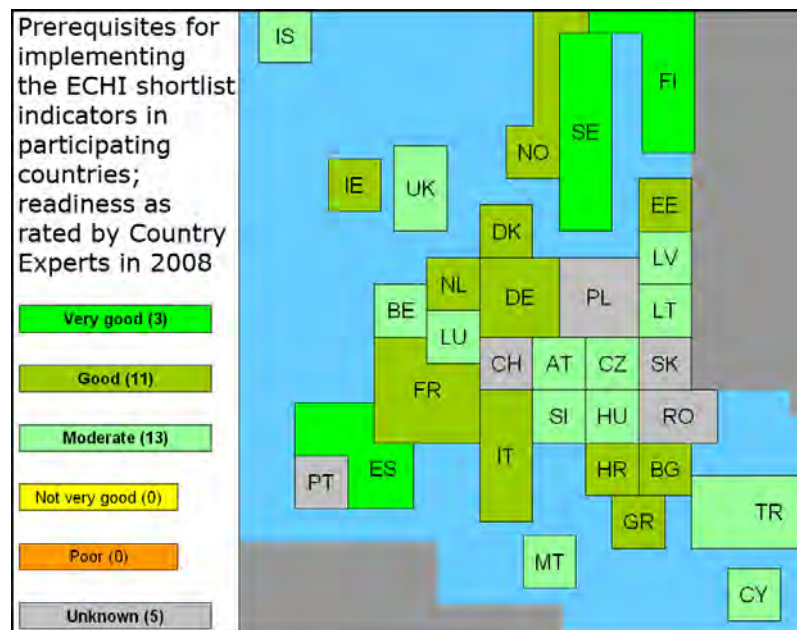 Prerequisites for
implementing
the ECHI shortlist
indicators in
participating
countries;
readiness as
rated by Country
Experts in 2008
Very good (3)
Good (11)
Moderate (13)
Not very good (0)
Poor (0)
Unknown (5)
IS
FI
SE
NO
IE
UK
EE
DK
LV
NL
DE
PL
BE
LT
LU
CH
AT
CZ
SK
FR
SI
HU
RO
IT
HR
BG
PT
ES
GR
TR
MT
CY